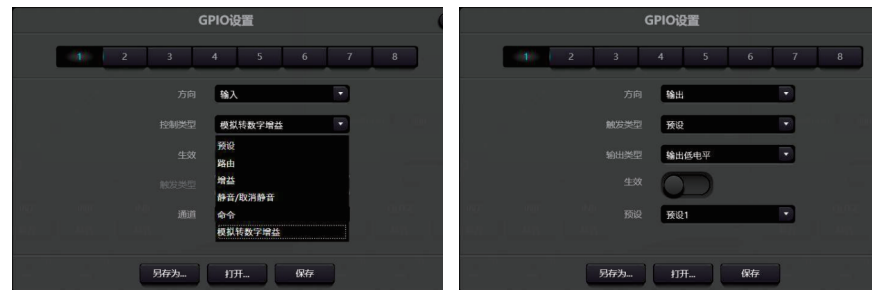 GPIO设置
1 2 3 4 5 6 7 8
方向 输入
控制类型 模拟转数字增益
预设
生效
路由
增益
触发类型
静音/取消静音
通道 命令
模拟转数字增益
另存为... 打开... 保存
GPIO设置
1 2 3 4 5 6 7 8
方向 输出
触发类型 预设
输出类型 输出低电平
生效
预设 预设1
另存为... 打开... 保存